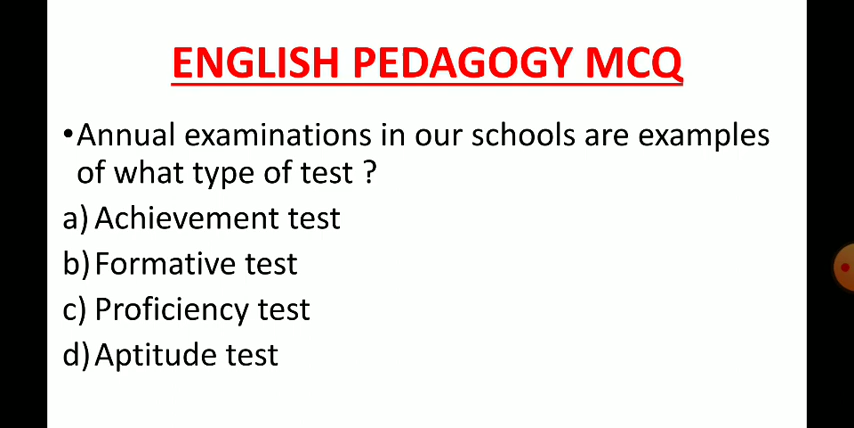 ENGLISH PEDAGOGY MCQ
•Annual examinations in our schools are examples
of what type of test ?
a) Achievement test
b) Formative test
c) Proficiency test
d) Aptitude test